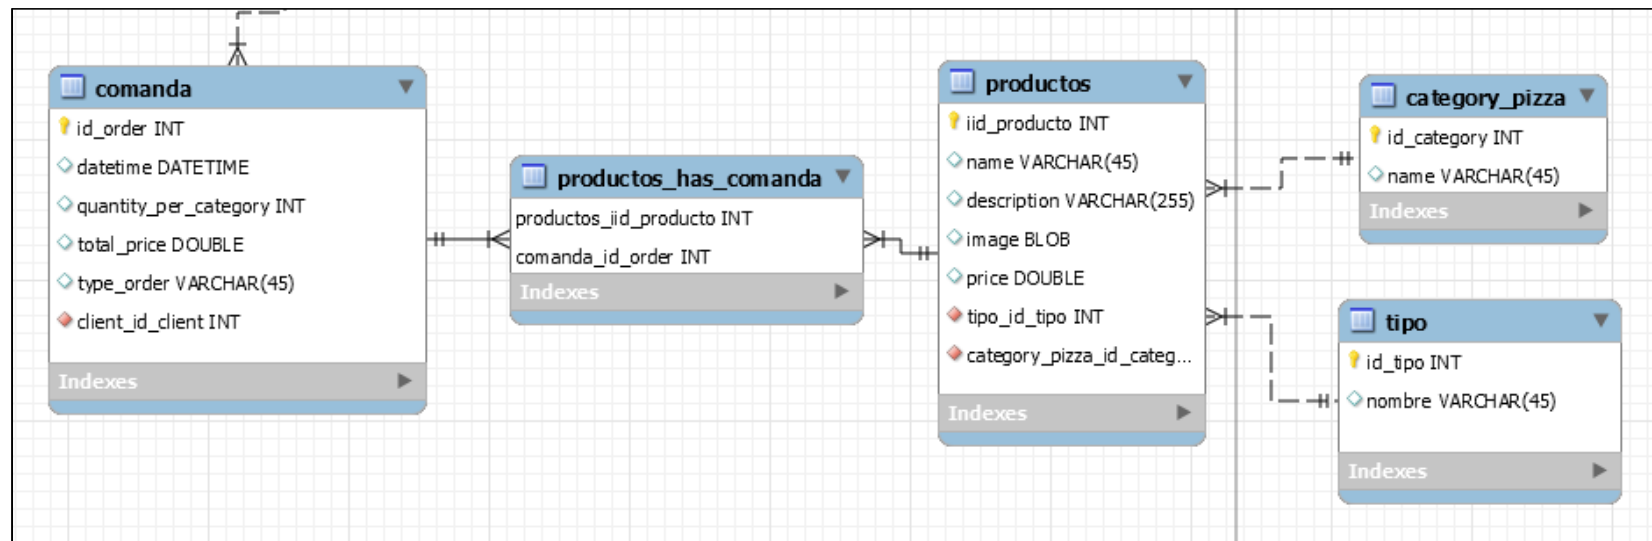 comanda
id_order INT
datetime DATETIME
quantity_per_category INT
total_price DOUBLE
type_order VARCHAR(45)
client_id_client INT
Indexes
productos_has_comanda
productos_iid_producto INT
comanda_id_order INT
Indexes
productos
iid_producto INT
name VARCHAR(45)
description VARCHAR(255)
image BLOB
price DOUBLE
tipo_id_tipo INT
category_pizza_id_categ...
Indexes
category_pizza
id_category INT
name VARCHAR(45)
Indexes
tipo
id_tipo INT
nombre VARCHAR(45)
Indexes